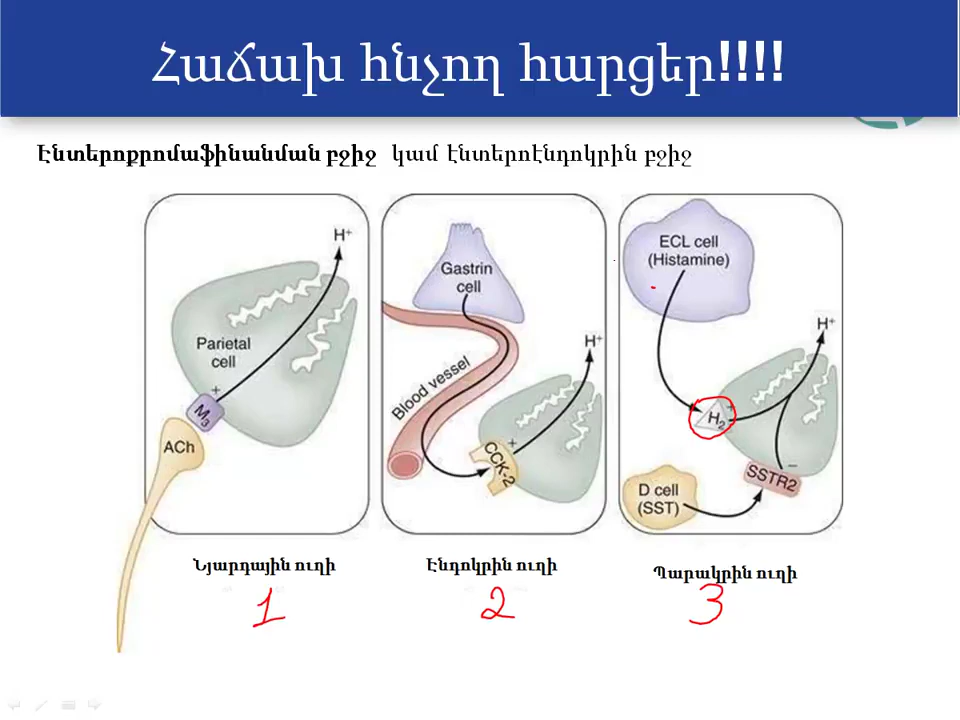 Հաճախ հնչող հարցեր!!!!
Էնտերոքրոմաֆինանման բջիջ կամ էնտերոէնդոկրին բջիջ
H⁺
Parietal
cell
+
M₃
ACh
Gastrin
cell
Blood vessel
H⁺
+
CCK-2
ECL cell
(Histamine)
H⁺
+
H₂
−
SSTR2
D cell
(SST)
Նյարդային ուղի
Էնդոկրին ուղի
Պարակրին ուղի
1
2
3